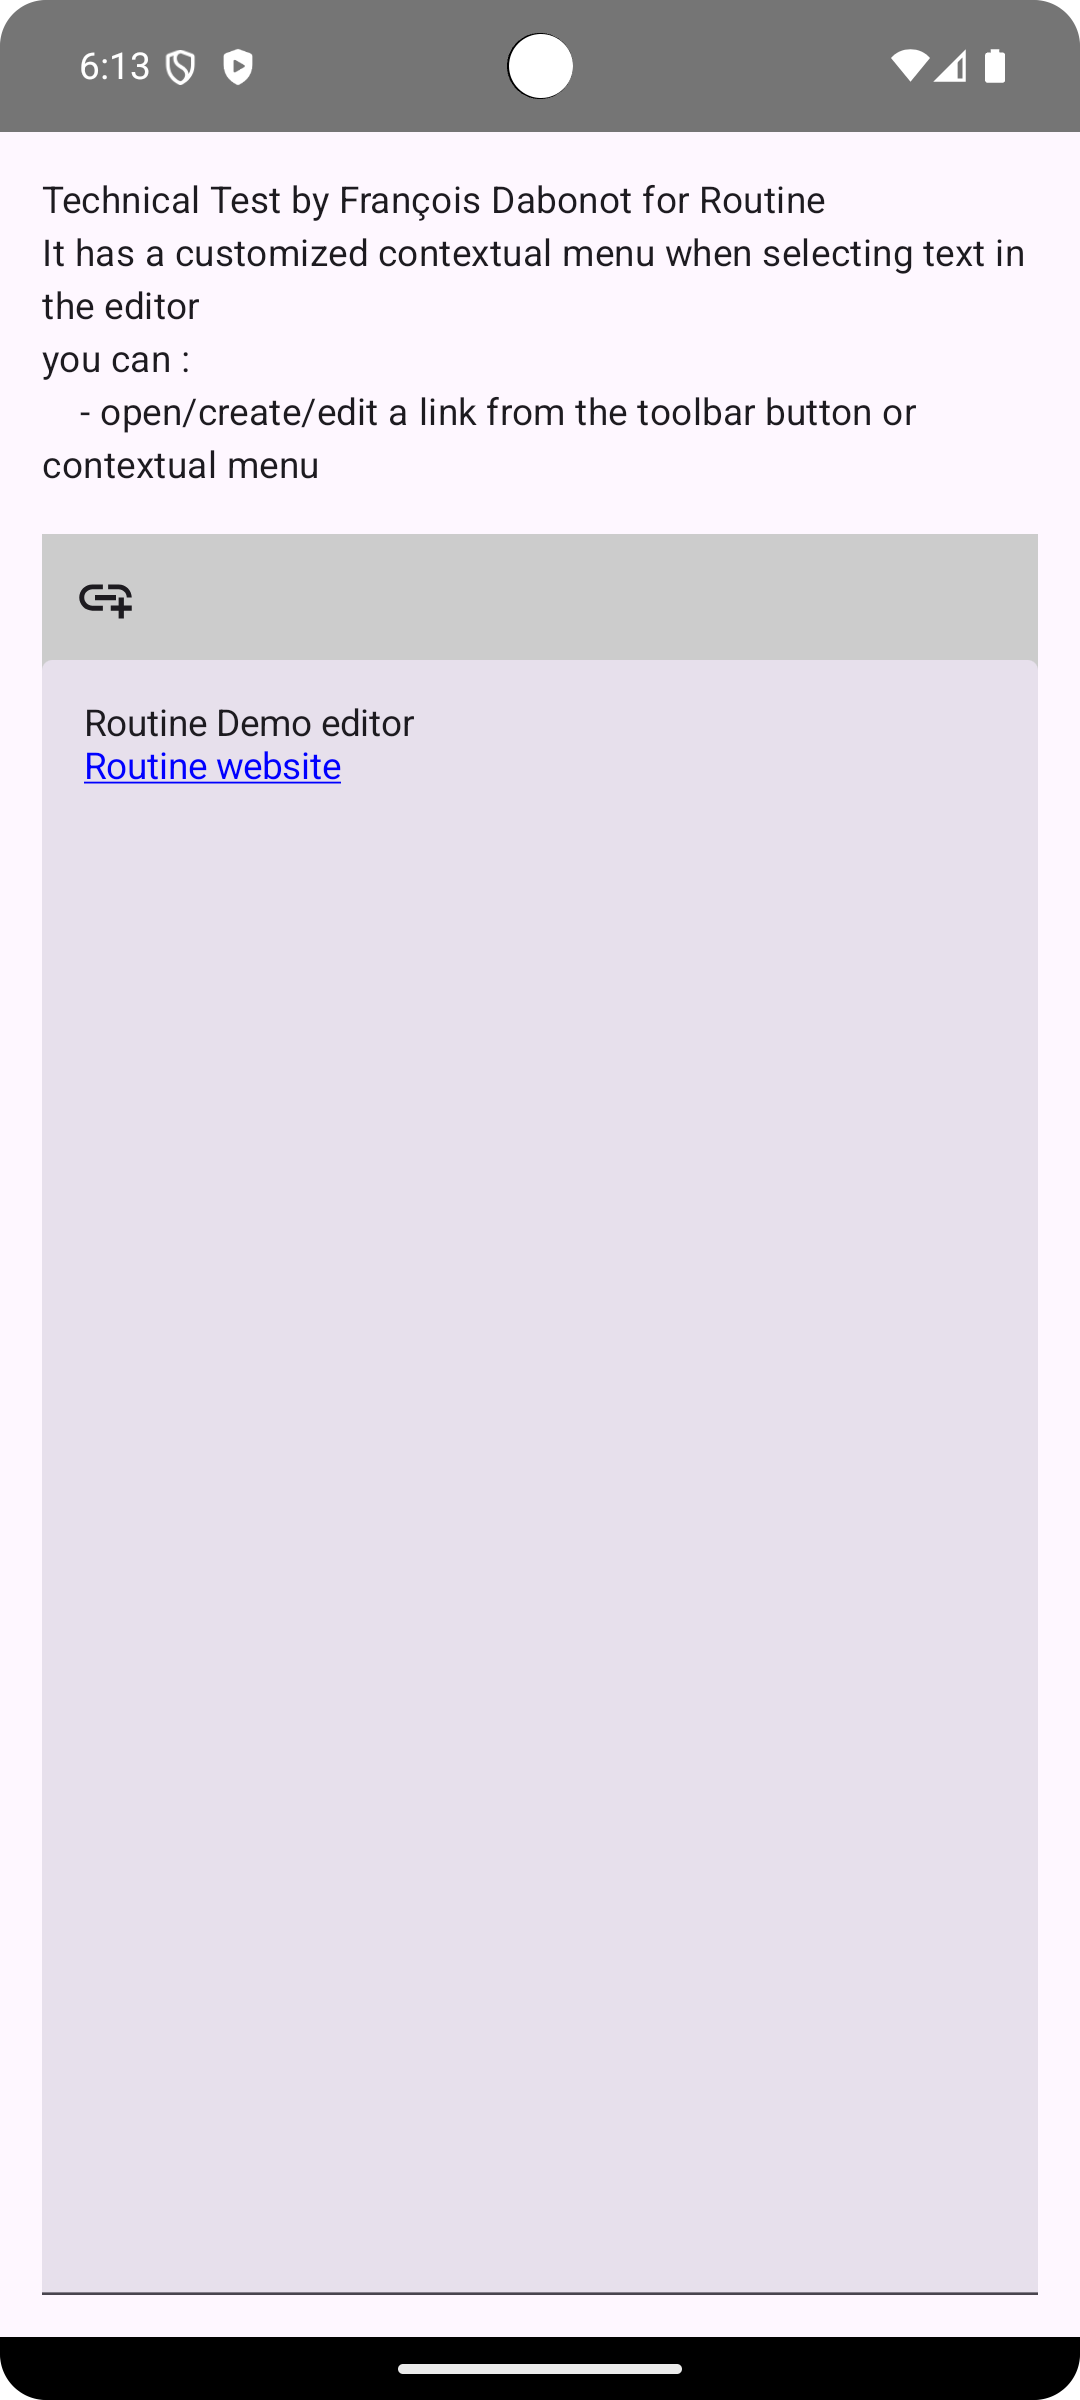 6:13
Technical Test by François Dabonot for Routine
It has a customized contextual menu when selecting text in
the editor
you can :
- open/create/edit a link from the toolbar button or
contextual menu
Routine Demo editor
Routine website